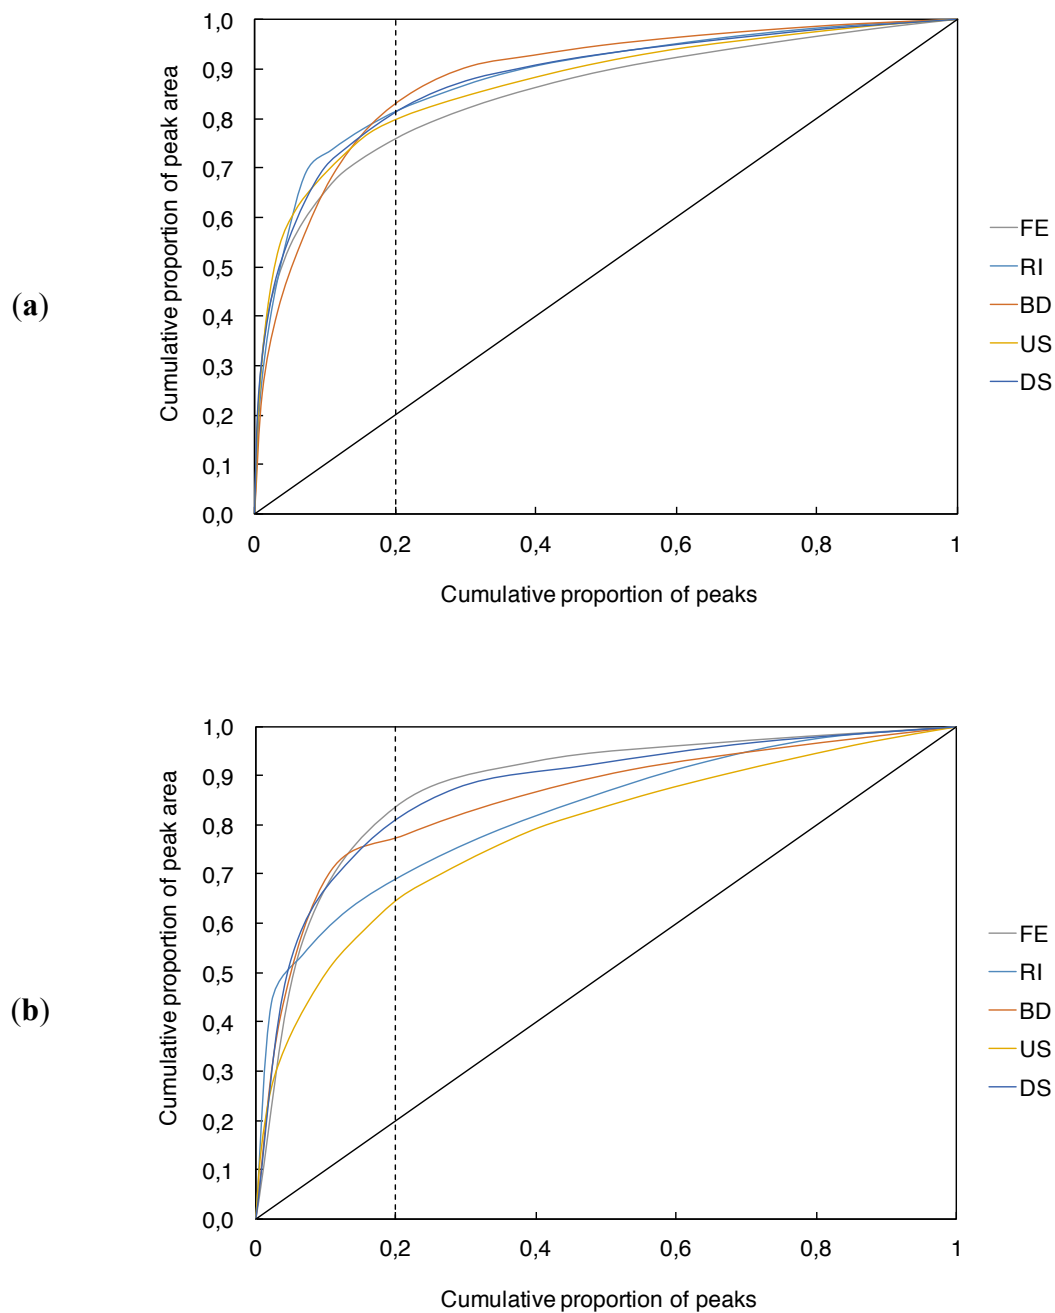 (a)
Cumulative proportion of peak area
1,0
0,9
0,8
0,7
0,6
0,5
0,4
0,3
0,2
0,1
0,0
0 0,2 0,4 0,6 0,8 1
Cumulative proportion of peaks
FE
RI
BD
US
DS
(b)
Cumulative proportion of peak area
1,0
0,9
0,8
0,7
0,6
0,5
0,4
0,3
0,2
0,1
0,0
0 0,2 0,4 0,6 0,8 1
Cumulative proportion of peaks
FE
RI
BD
US
DS